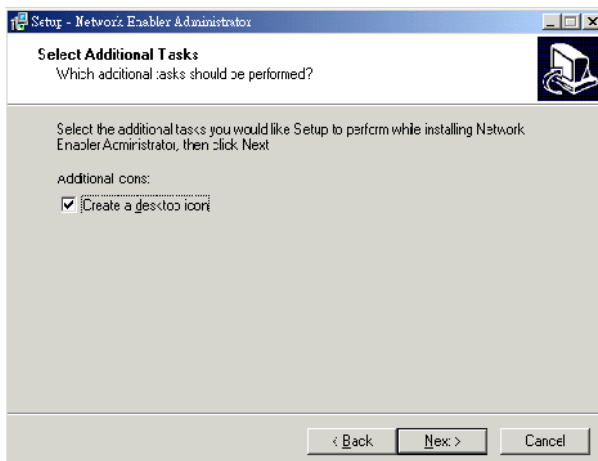 Setup - Network Enabler Administrator
Select Additional Tasks
Which additional tasks should be performed?
Select the additional tasks you would like Setup to perform while installing Network
Enabler Administrator, then click Next
Additional icons:
Create a desktop icon
< Back
Next >
Cancel